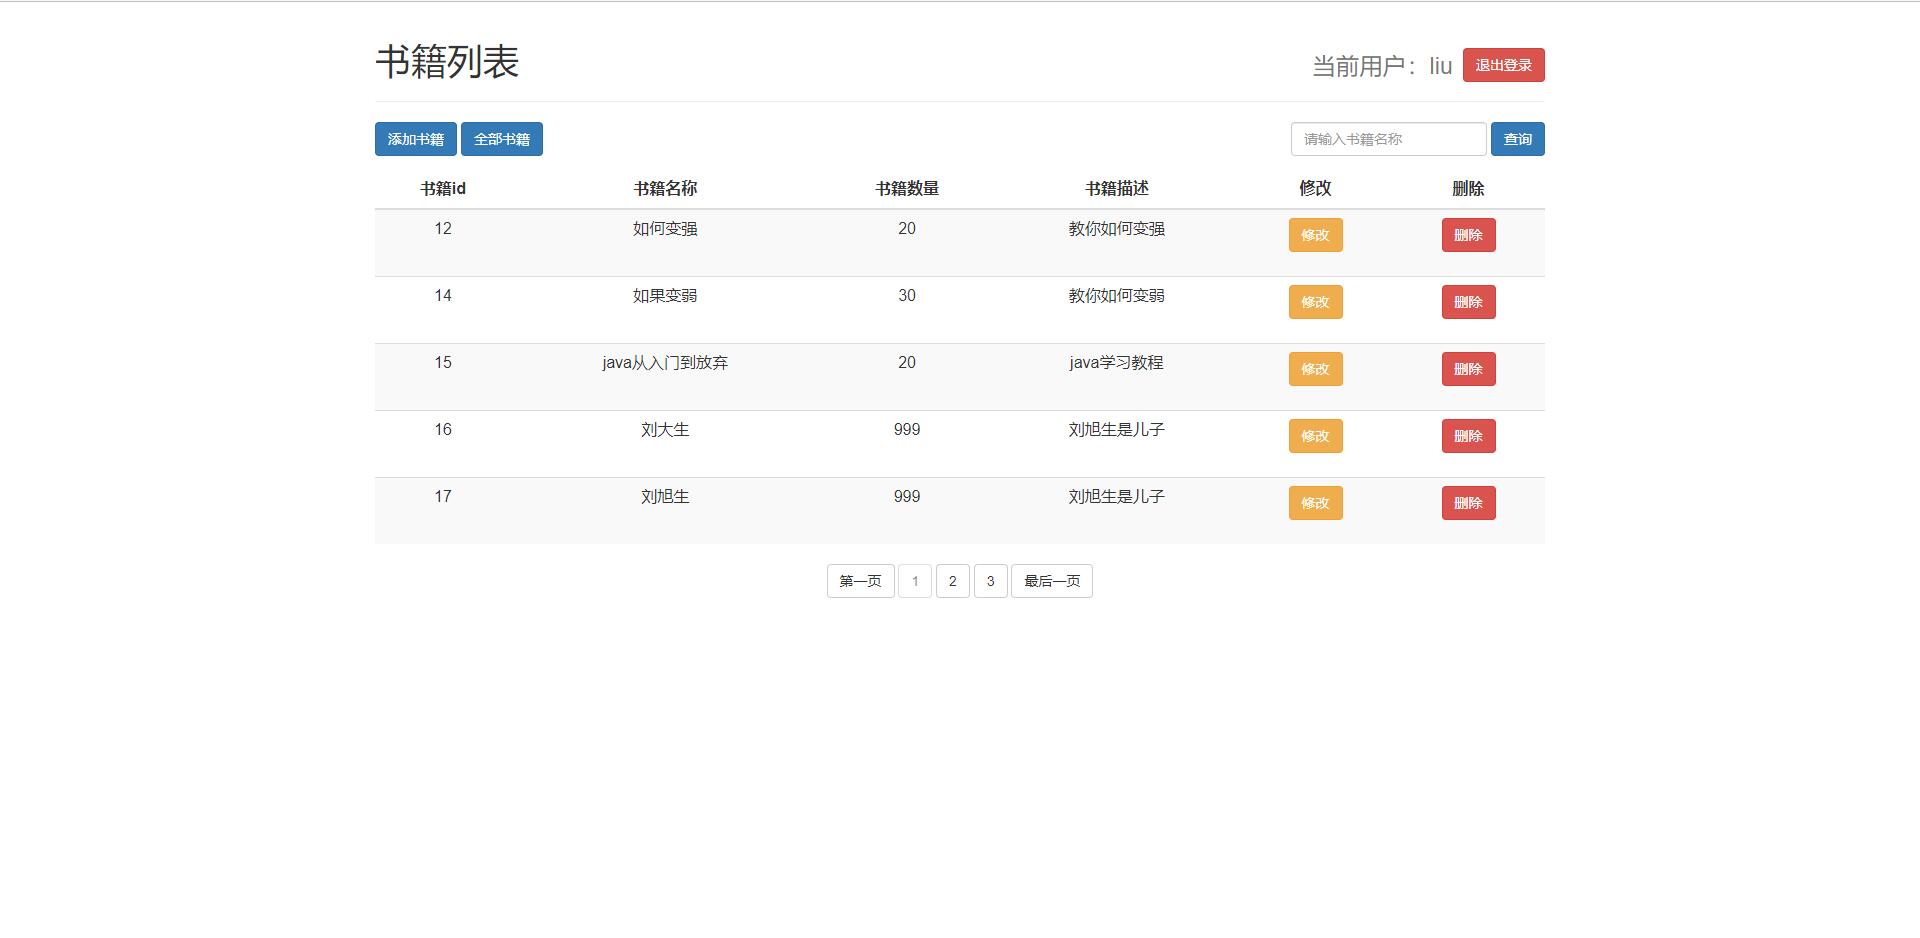 书籍列表
当前用户：liu 退出登录
添加书籍 全部书籍 请输入书籍名称 查询
书籍id 书籍名称 书籍数量 书籍描述 修改 删除
12 如何变强 20 教你如何变强 修改 删除
14 如果变弱 30 教你如何变弱 修改 删除
15 java从入门到放弃 20 java学习教程 修改 删除
16 刘大生 999 刘旭生是儿子 修改 删除
17 刘旭生 999 刘旭生是儿子 修改 删除
第一页 1 2 3 最后一页